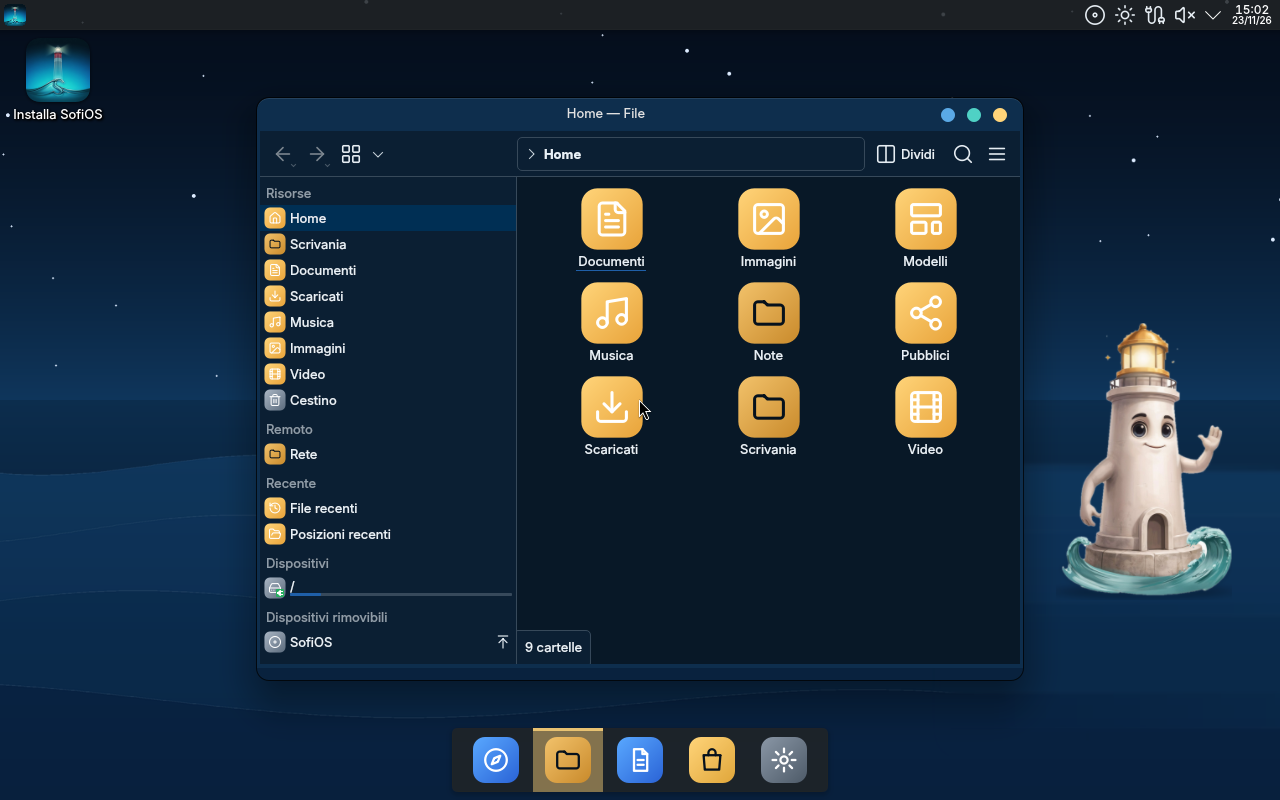 15:02
23/11/26
Installa SofiOS
Home — File
Home
Dividi
Risorse
Home
Scrivania
Documenti
Scaricati
Musica
Immagini
Video
Cestino
Remoto
Rete
Recente
File recenti
Posizioni recenti
Dispositivi
/
Dispositivi rimovibili
SofiOS
Documenti
Immagini
Modelli
Musica
Note
Pubblici
Scaricati
Scrivania
Video
9 cartelle